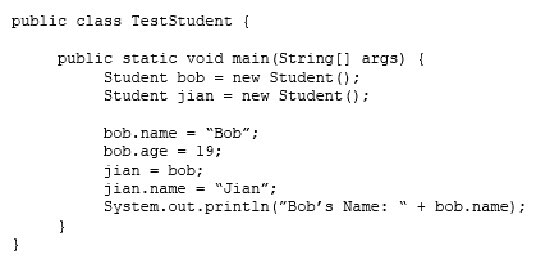 public class TestStudent {
public static void main(String[] args) {
Student bob = new Student();
Student jian = new Student();
bob.name = “Bob”;
bob.age = 19;
jian = bob;
jian.name = “Jian”;
System.out.println(”Bob’s Name: “ + bob.name);
}
}